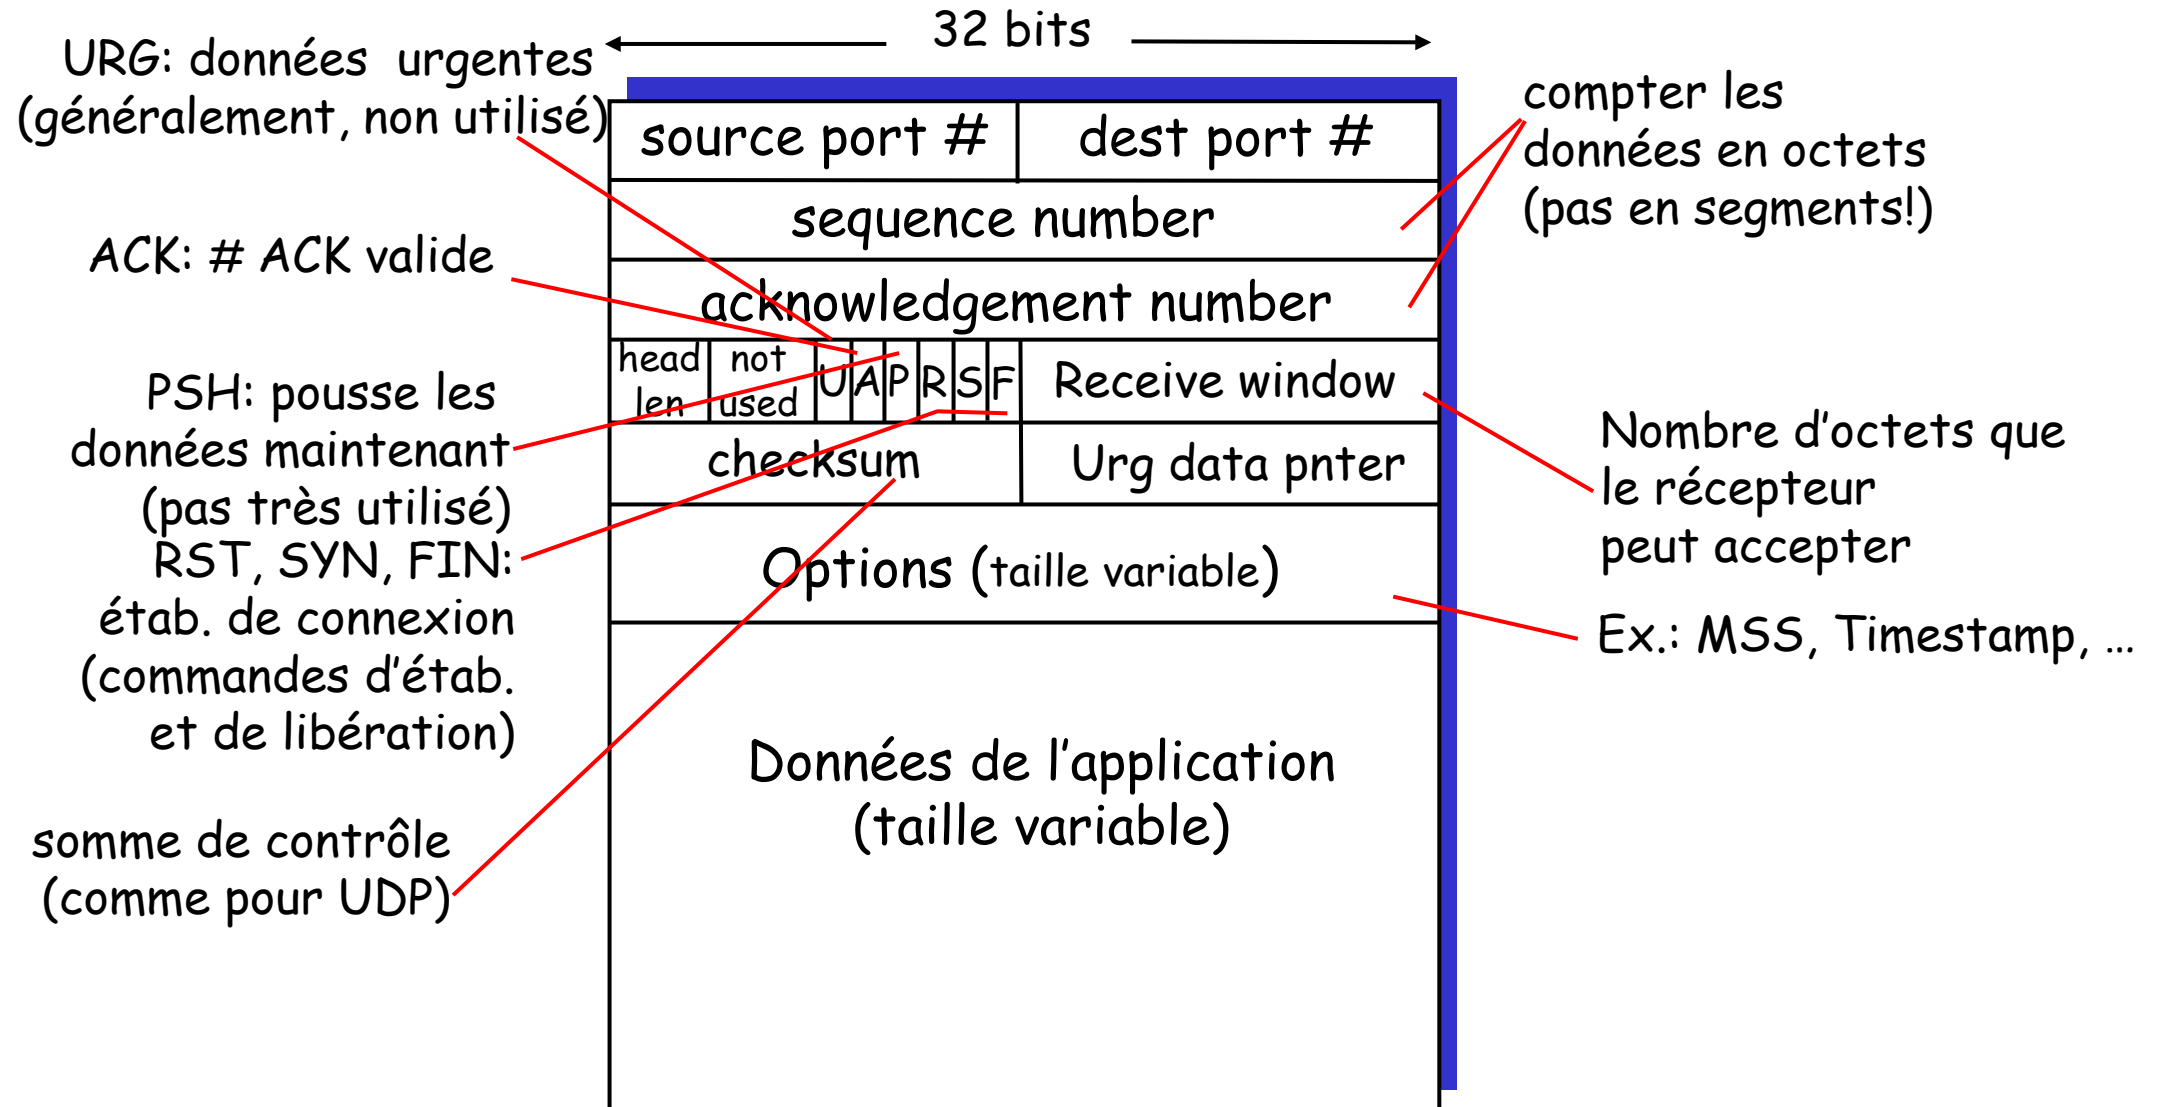 32 bits
URG: données urgentes
(généralement, non utilisé)
ACK: # ACK valide
PSH: pousse les
données maintenant
(pas très utilisé)
RST, SYN, FIN:
étab. de connexion
(commandes d'étab.
et de libération)
somme de contrôle
(comme pour UDP)
source port # dest port #
sequence number
acknowledgement number
head
len
not
used
U A P R S F
Receive window
checksum Urg data pnter
Options (taille variable)
Données de l'application
(taille variable)
compter les
données en octets
(pas en segments!)
Nombre d'octets que
le récepteur
peut accepter
Ex.: MSS, Timestamp, ...